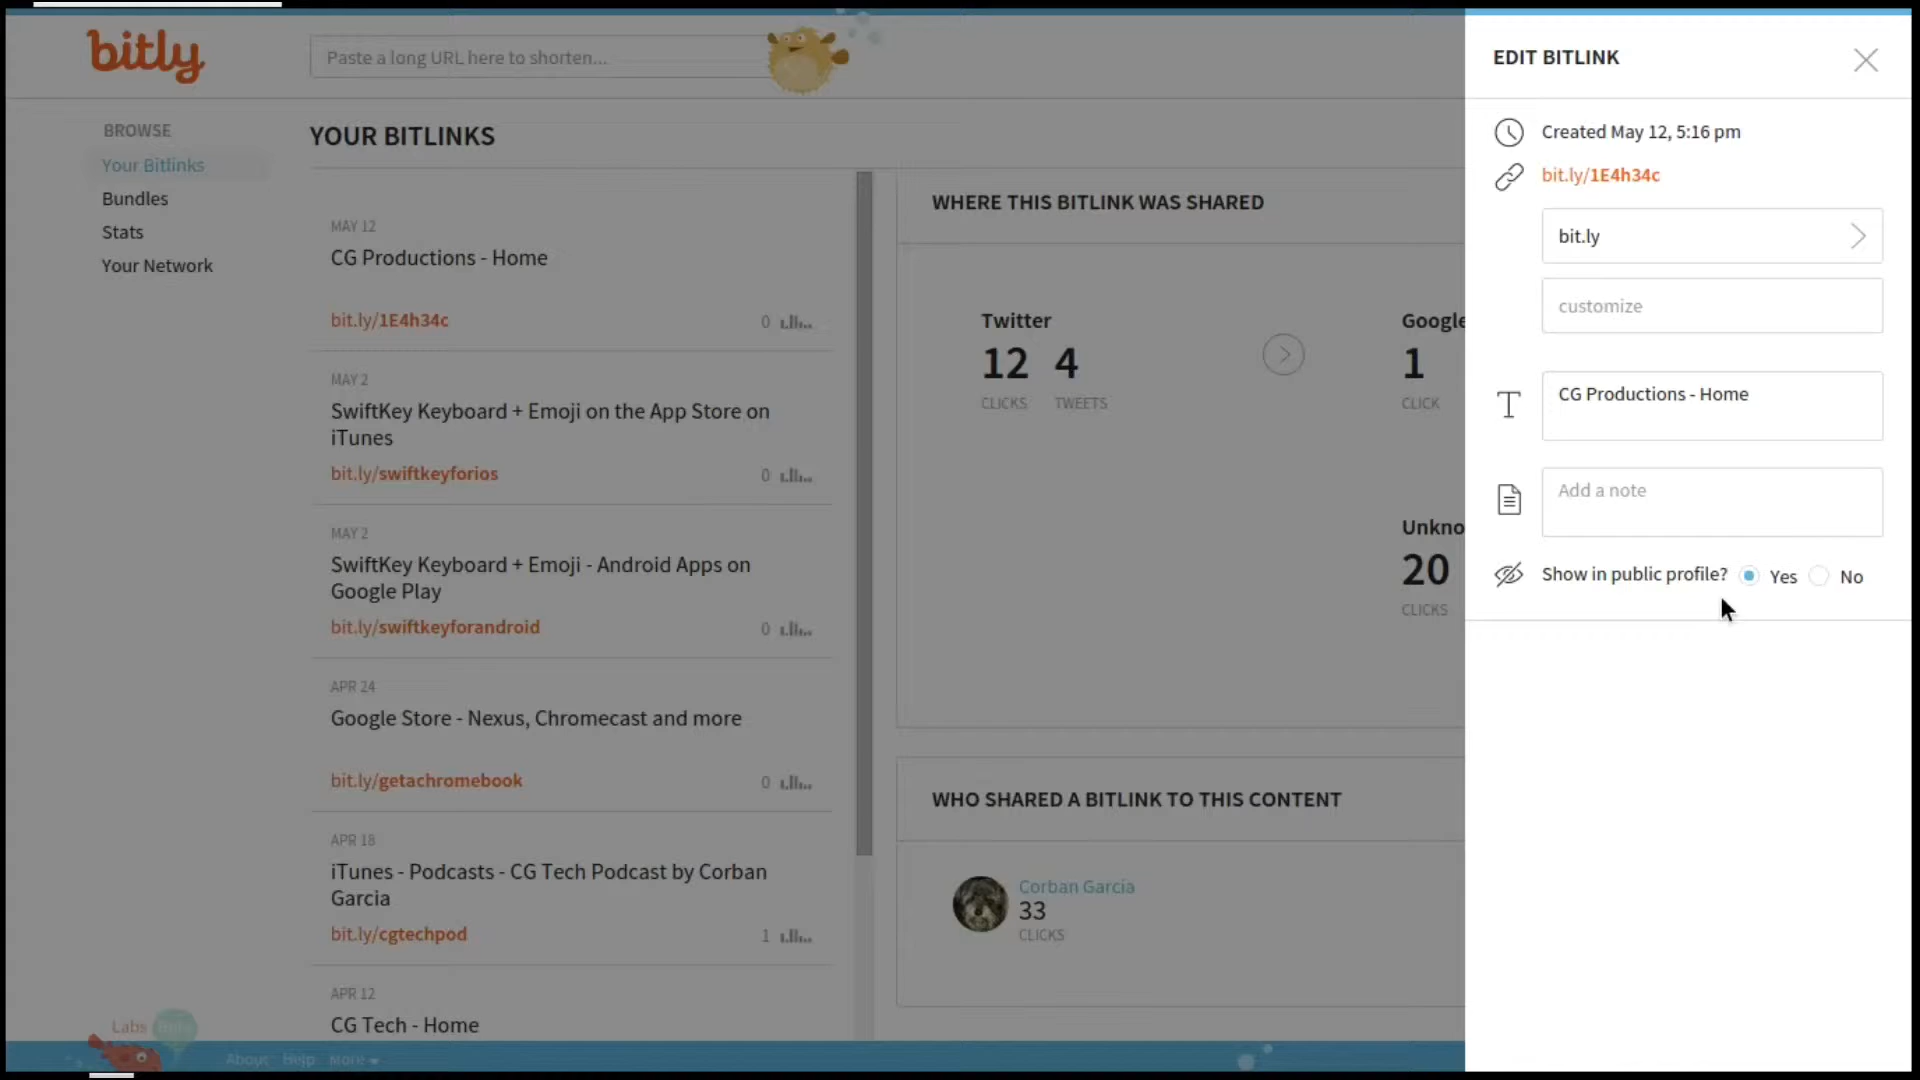 bitly
Paste a long URL here to shorten...
BROWSE
Your Bitlinks
Bundles
Stats
Your Network
YOUR BITLINKS
MAY 12
CG Productions - Home
bit.ly/1E4h34c
0
MAY 2
SwiftKey Keyboard + Emoji on the App Store on
iTunes
bit.ly/swiftkeyforios
0
MAY 2
SwiftKey Keyboard + Emoji - Android Apps on
Google Play
bit.ly/swiftkeyforandroid
0
APR 24
Google Store - Nexus, Chromecast and more
bit.ly/getachromebook
0
APR 18
iTunes - Podcasts - CG Tech Podcast by Corban
Garcia
bit.ly/cgtechpod
1
APR 12
CG Tech - Home
WHERE THIS BITLINK WAS SHARED
Twitter
12 4
CLICKS TWEETS
Google
1
CLICK
Unkno
20
CLICKS
WHO SHARED A BITLINK TO THIS CONTENT
Corban Garcia
33
CLICKS
Labs
About Help More
EDIT BITLINK
Created May 12, 5:16 pm
bit.ly/1E4h34c
bit.ly
customize
CG Productions - Home
Add a note
Show in public profile? Yes No